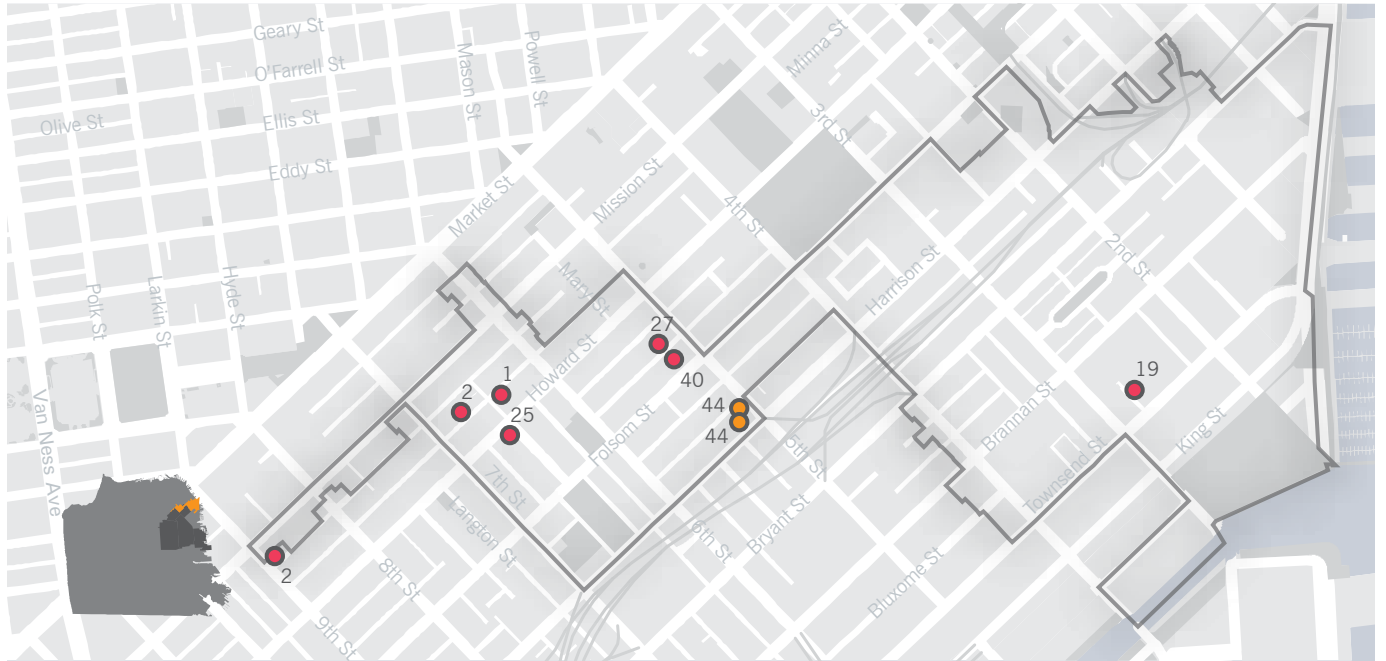 Geary St
O'Farrell St
Mason St
Powell St
Minna St
Olive St
Ellis St
3rd St
Eddy St
Market St
Mission St
4th St
Polk St
Larkin St
Hyde St
Mary St
Harrison St
2nd St
27
Howard St
40
1
2
25
19
44
44
Folsom St
5th St
Brannan St
King St
Van Ness Ave
7th St
Townsend St
Langton St
6th St
Bryant St
2
8th St
Bluxome St
9th St